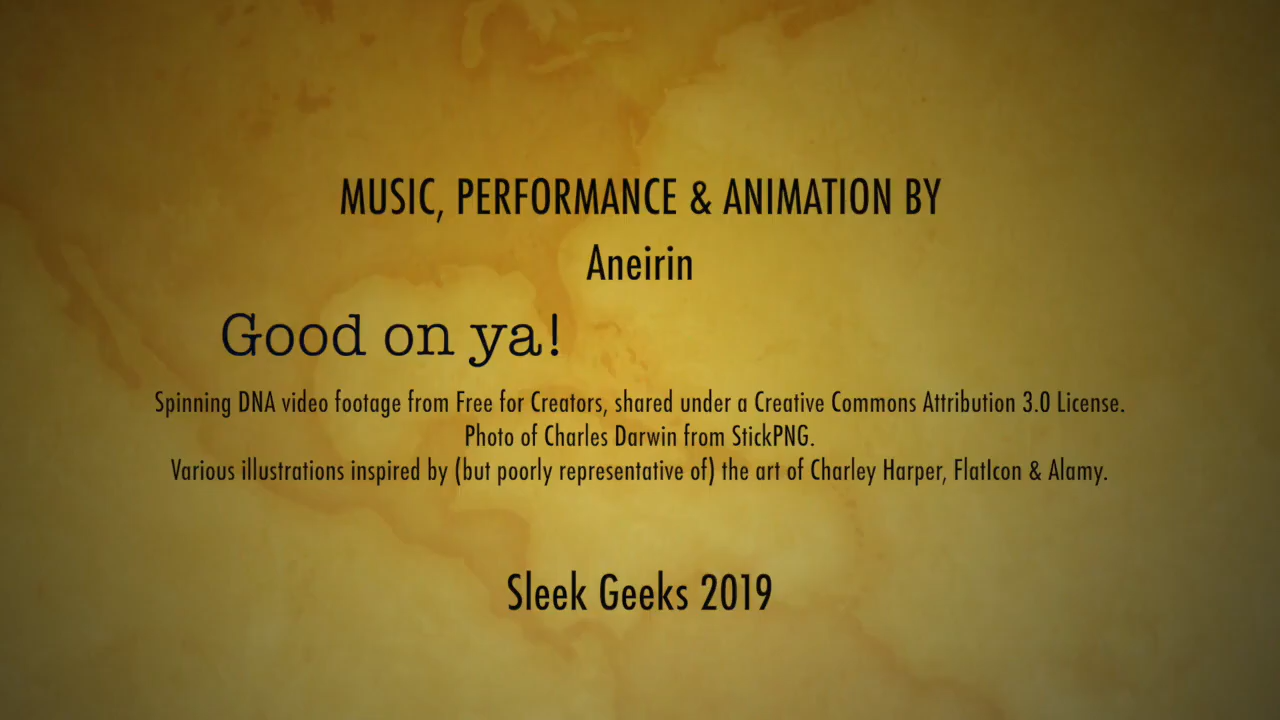 MUSIC, PERFORMANCE & ANIMATION BY
Aneirin
Good on ya!
Spinning DNA video footage from Free for Creators, shared under a Creative Commons Attribution 3.0 License.
Photo of Charles Darwin from StickPNG.
Various illustrations inspired by (but poorly representative of) the art of Charley Harper, FlatIcon & Alamy.
Sleek Geeks 2019